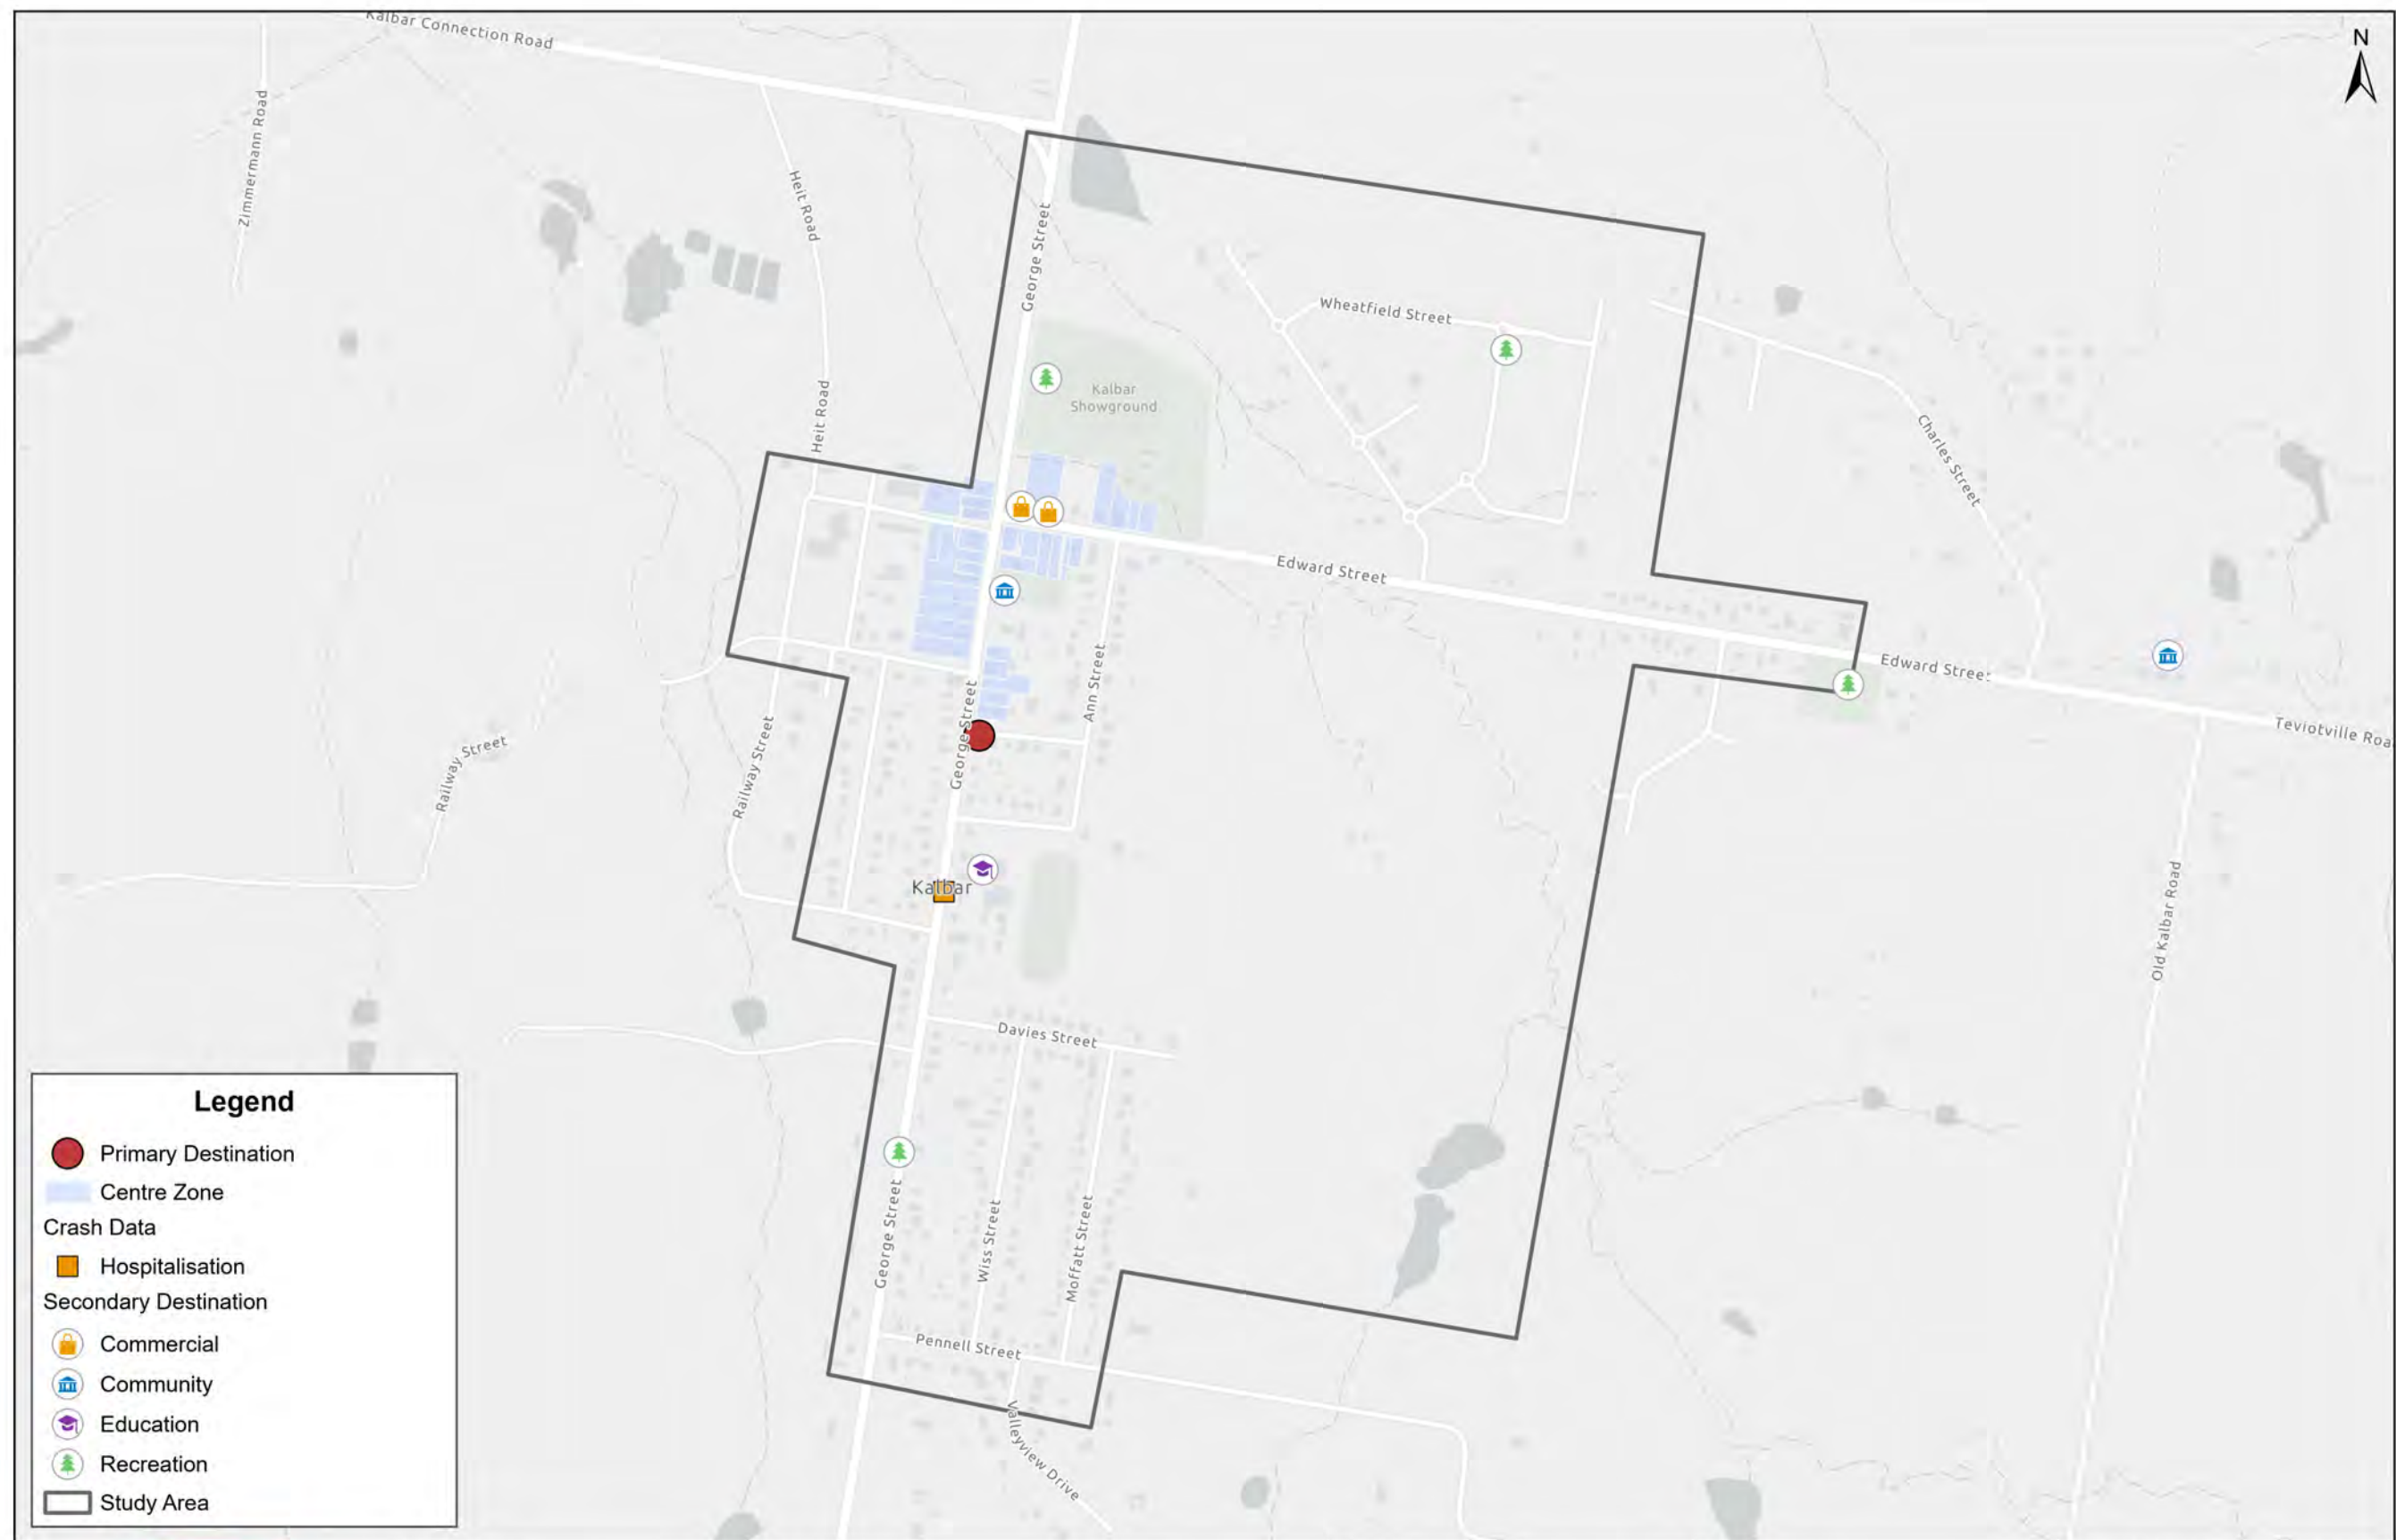 Kalbar Connection Road
N
Zimmermann Road
Heit Road
George Street
Wheatfield Street
Kalbar
Showground
Heit Road
Charles Street
Edward Street
Ann Street
Edward Street
George Street
Teviotville Roa
Railway Street
Railway Street
Kalbar
Old Kalbar Road
Davies Street
George Street
Wiss Street
Moffatt Street
Pennell Street
Valleyview Drive
Legend
Primary Destination
Centre Zone
Crash Data
Hospitalisation
Secondary Destination
Commercial
Community
Education
Recreation
Study Area